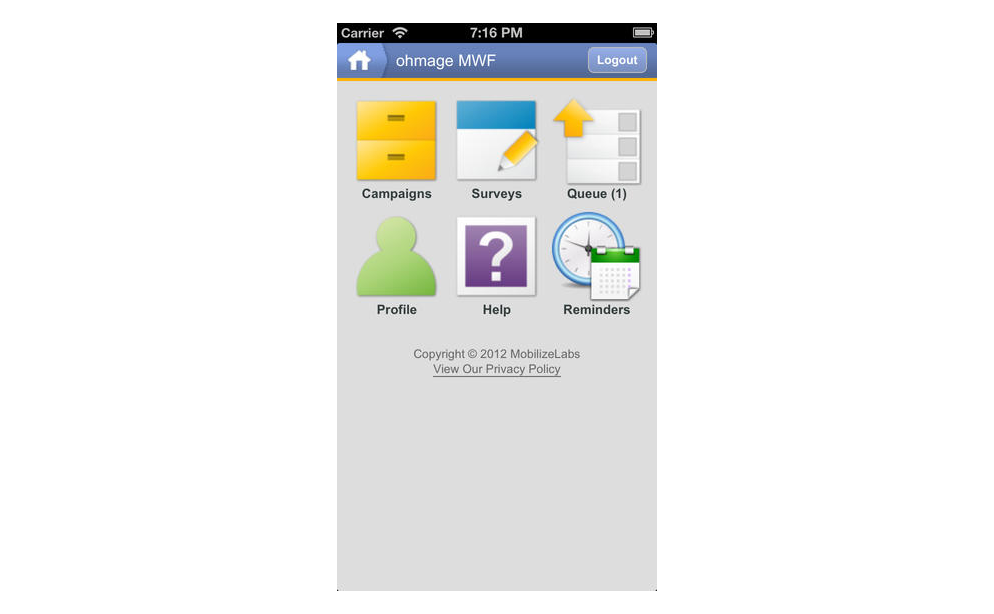 Carrier 7:16 PM
ohmage MWF Logout
Campaigns Surveys Queue (1)
?
Profile Help Reminders
Copyright © 2012 MobilizeLabs
View Our Privacy Policy